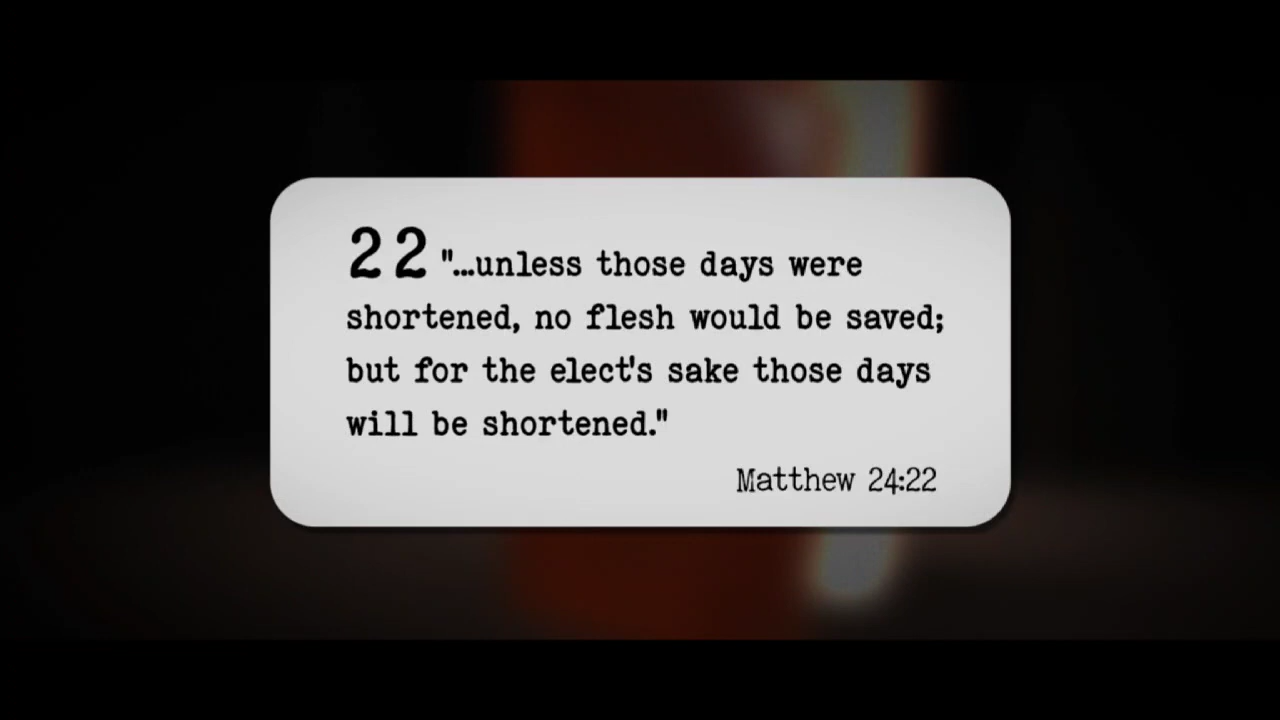 22 "...unless those days were
shortened, no flesh would be saved;
but for the elect's sake those days
will be shortened."
Matthew 24:22